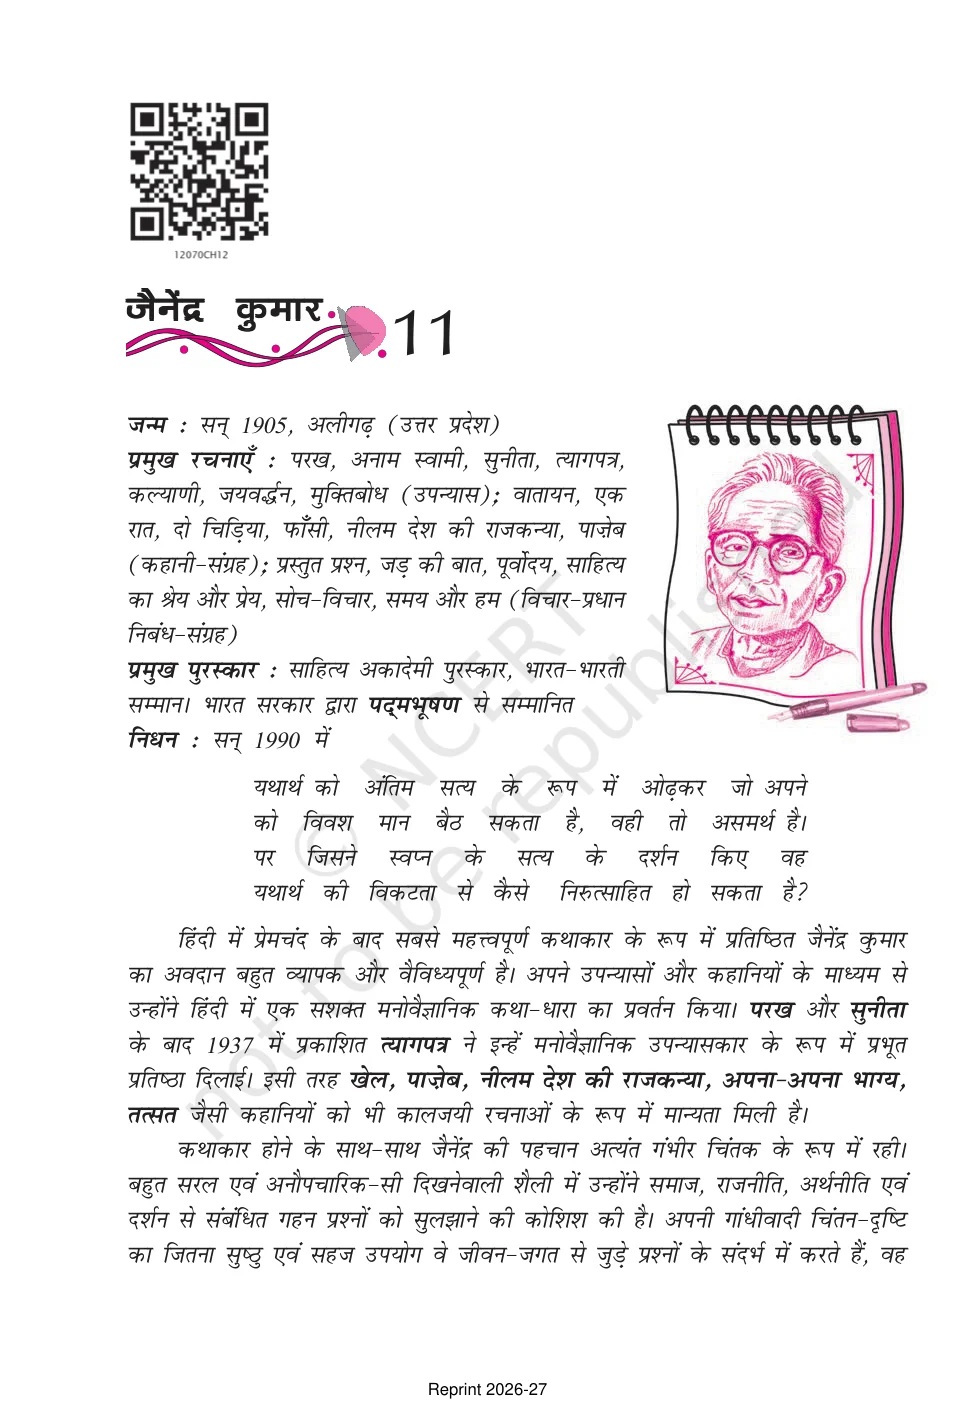 12070CH12
जैनेंद्र कुमार
11
जन्म : सन् 1905, अलीगढ़ (उत्तर प्रदेश)
प्रमुख रचनाएँ : परख, अनाम स्वामी, सुनीता, त्यागपत्र,
कल्याणी, जयवर्द्धन, मुक्तिबोध (उपन्यास); वातायन, एक
रात, दो चिड़िया, फाँसी, नीलम देश की राजकन्या, पाज़ेब
(कहानी-संग्रह); प्रस्तुत प्रश्न, जड़ की बात, पूर्वोदय, साहित्य
का श्रेय और प्रेय, सोच-विचार, समय और हम (विचार-प्रधान
निबंध-संग्रह)
प्रमुख पुरस्कार : साहित्य अकादेमी पुरस्कार, भारत-भारती
सम्मान। भारत सरकार द्वारा पद्मभूषण से सम्मानित
निधन : सन् 1990 में
यथार्थ को अंतिम सत्य के रूप में ओढ़कर जो अपने
को विवश मान बैठ सकता है, वही तो असमर्थ है।
पर जिसने स्वप्न के सत्य के दर्शन किए वह
यथार्थ की विकटता से कैसे निरुत्साहित हो सकता है?
हिंदी में प्रेमचंद के बाद सबसे महत्त्वपूर्ण कथाकार के रूप में प्रतिष्ठित जैनेंद्र कुमार
का अवदान बहुत व्यापक और वैविध्यपूर्ण है। अपने उपन्यासों और कहानियों के माध्यम से
उन्होंने हिंदी में एक सशक्त मनोवैज्ञानिक कथा-धारा का प्रवर्तन किया। परख और सुनीता
के बाद 1937 में प्रकाशित त्यागपत्र ने इन्हें मनोवैज्ञानिक उपन्यासकार के रूप में प्रभूत
प्रतिष्ठा दिलाई। इसी तरह खेल, पाज़ेब, नीलम देश की राजकन्या, अपना-अपना भाग्य,
तत्सत जैसी कहानियों को भी कालजयी रचनाओं के रूप में मान्यता मिली है।
कथाकार होने के साथ-साथ जैनेंद्र की पहचान अत्यंत गंभीर चिंतक के रूप में रही।
बहुत सरल एवं अनौपचारिक-सी दिखनेवाली शैली में उन्होंने समाज, राजनीति, अर्थनीति एवं
दर्शन से संबंधित गहन प्रश्नों को सुलझाने की कोशिश की है। अपनी गांधीवादी चिंतन-दृष्टि
का जितना सुष्ठु एवं सहज उपयोग वे जीवन-जगत से जुड़े प्रश्नों के संदर्भ में करते हैं, वह
© NCERT
not to be republished
Reprint 2026-27